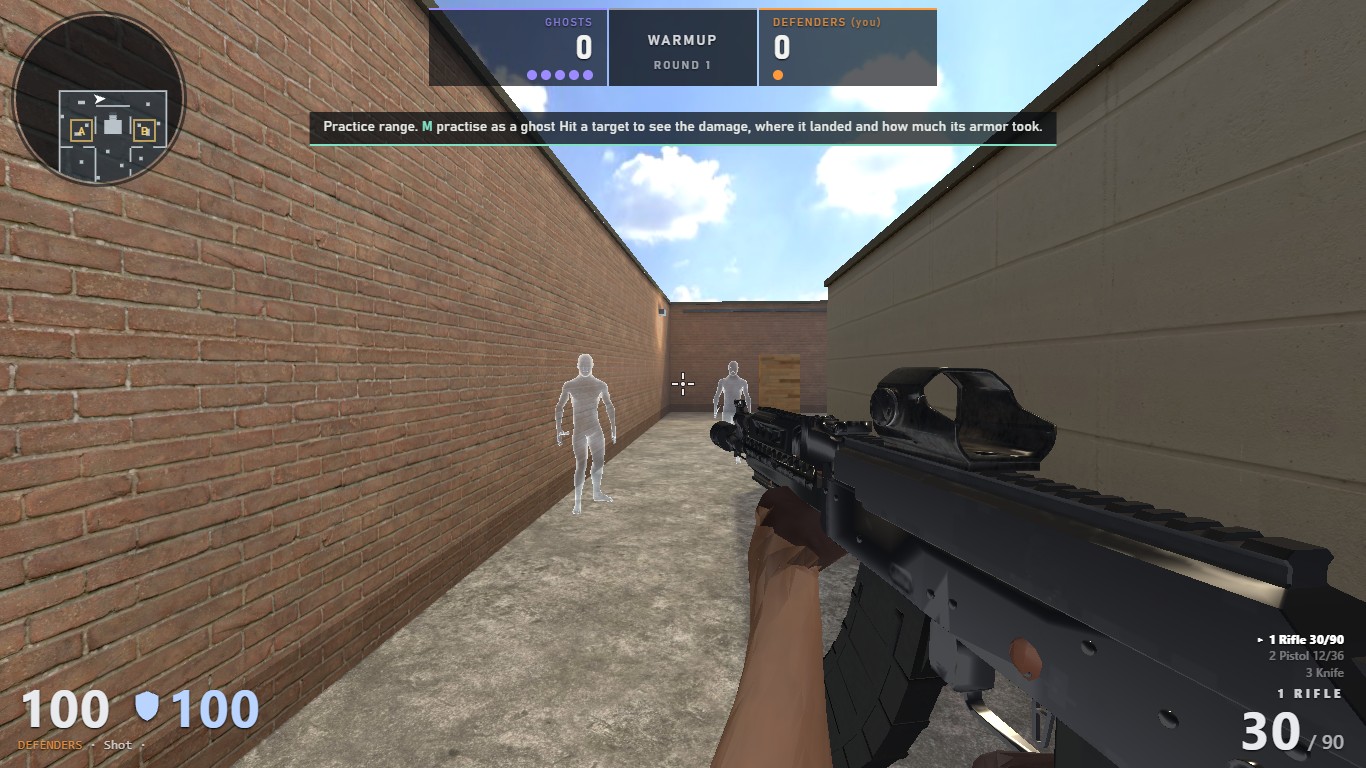 GHOSTS
0
WARMUP
ROUND 1
DEFENDERS (you)
0
Practice range. M practise as a ghost Hit a target to see the damage, where it landed and how much its armor took.
A
B
1 Rifle 30/90
2 Pistol 12/36
3 Knife
1 RIFLE
30 / 90
100 100
DEFENDERS · Shot ·